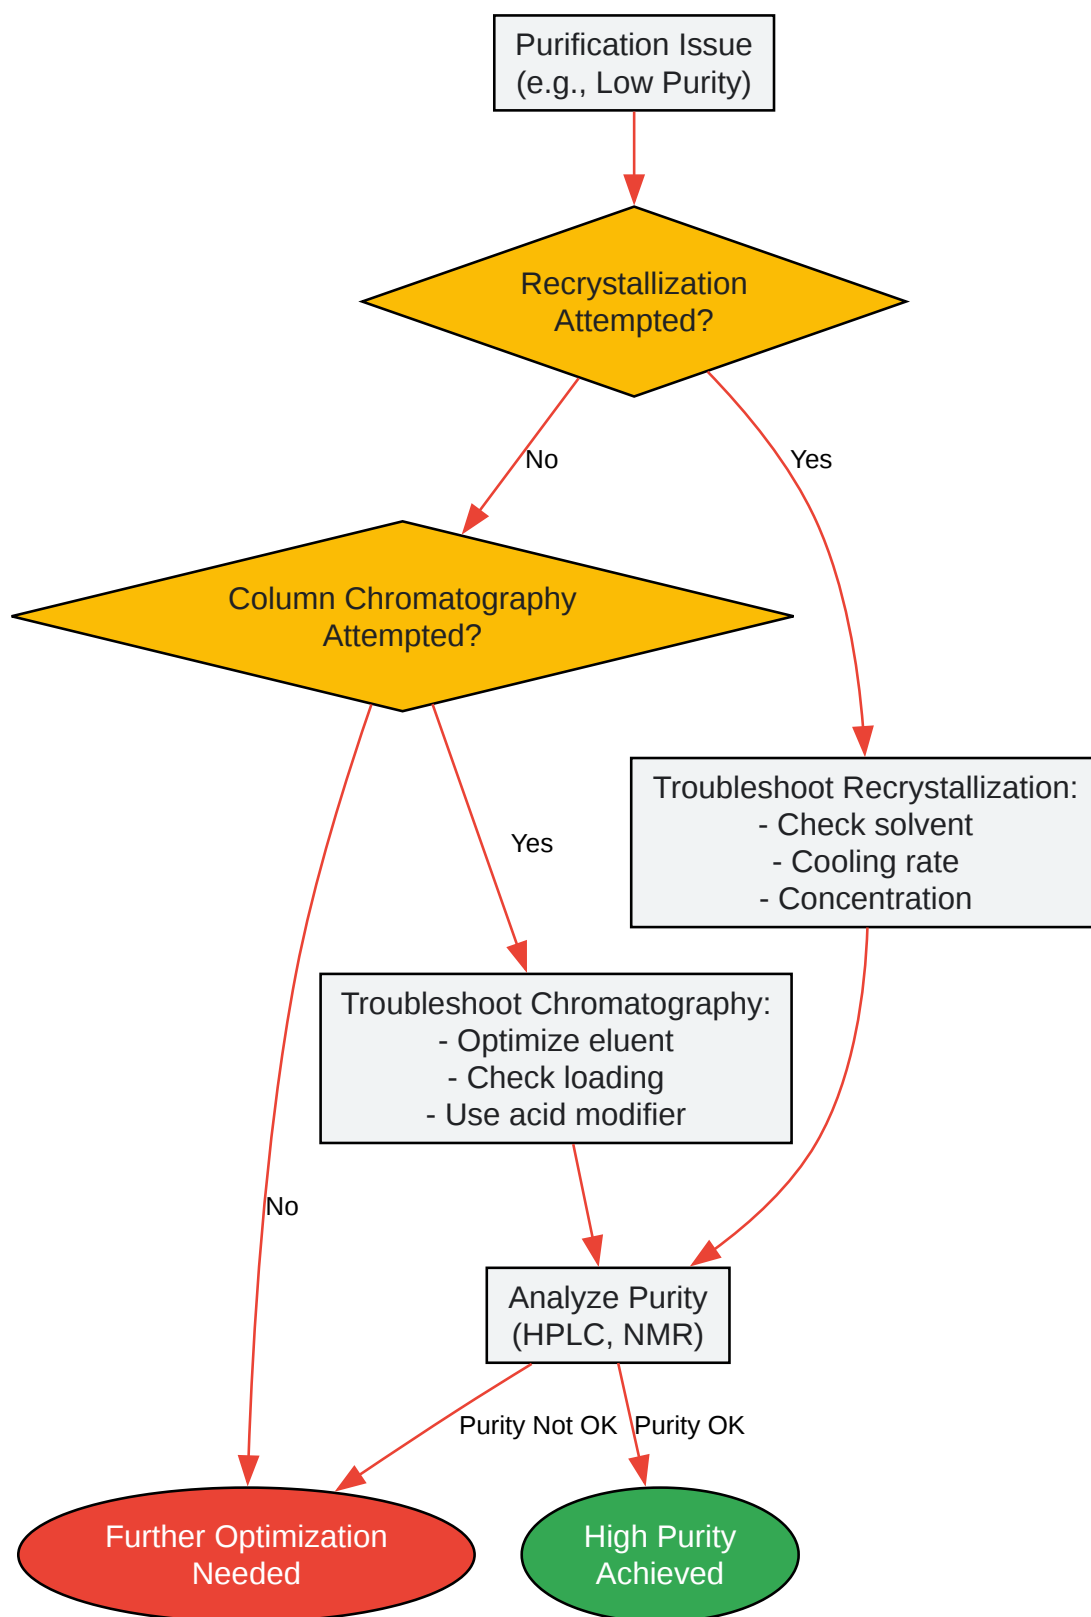 Purification Issue
(e.g., Low Purity)
Recrystallization
Attempted?
No
Yes
Column Chromatography
Attempted?
Troubleshoot Recrystallization:
- Check solvent
- Cooling rate
- Concentration
Yes
Troubleshoot Chromatography:
- Optimize eluent
- Check loading
- Use acid modifier
No
Analyze Purity
(HPLC, NMR)
Purity Not OK
Purity OK
Further Optimization
Needed
High Purity
Achieved